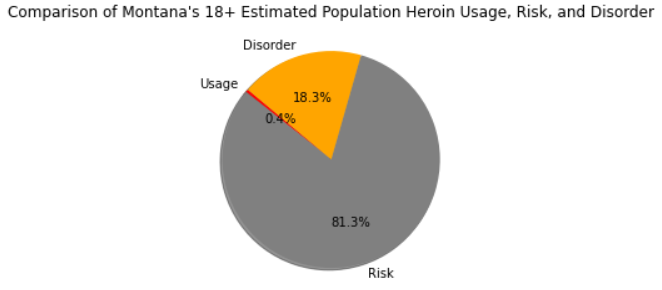 Comparison of Montana's 18+ Estimated Population Heroin Usage, Risk, and Disorder
Disorder
Usage
18.3%
0.4%
81.3%
Risk